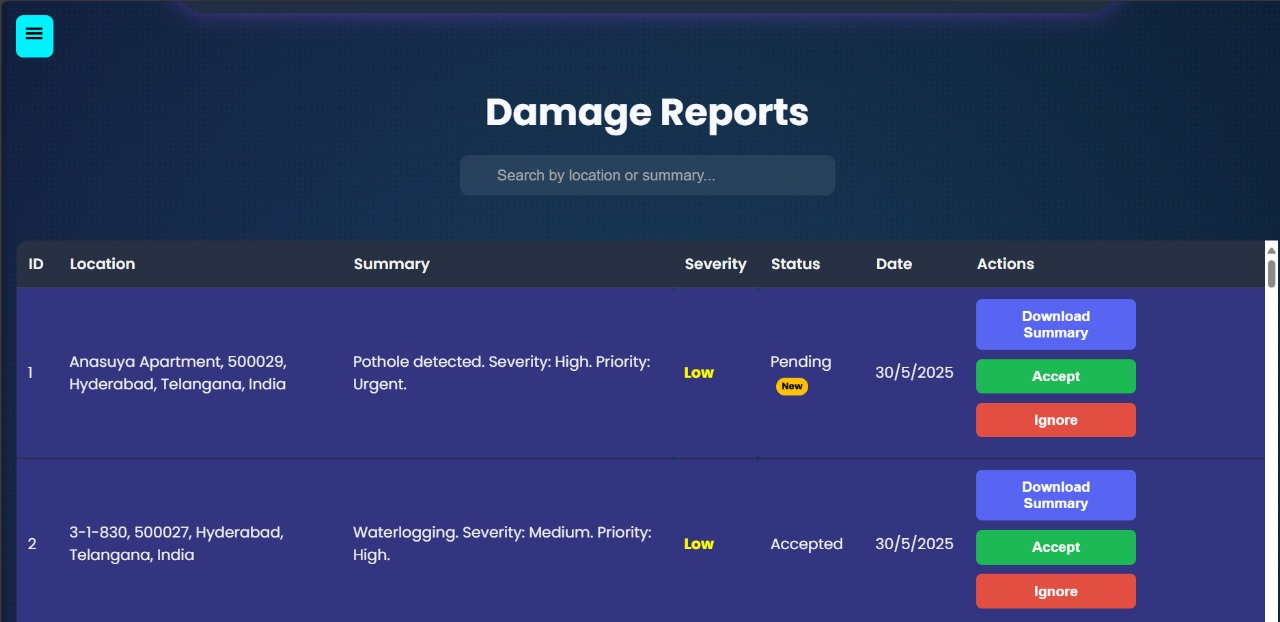 Damage Reports
Search by location or summary...
ID Location Summary Severity Status Date Actions
1 Anasuya Apartment, 500029, Hyderabad, Telangana, India Pothole detected. Severity: High. Priority: Urgent. Low Pending New 30/5/2025
Download Summary
Accept
Ignore
2 3-1-830, 500027, Hyderabad, Telangana, India Waterlogging. Severity: Medium. Priority: High. Low Accepted 30/5/2025
Download Summary
Accept
Ignore